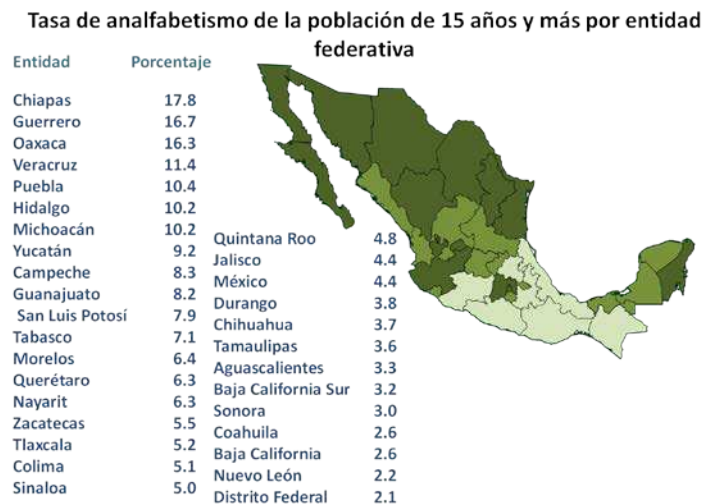 Tasa de analfabetismo de la población de 15 años y más por entidad
federativa
Entidad Porcentaje
Chiapas 17.8
Guerrero 16.7
Oaxaca 16.3
Veracruz 11.4
Puebla 10.4
Hidalgo 10.2
Michoacán 10.2
Yucatán 9.2
Campeche 8.3
Guanajuato 8.2
San Luis Potosí 7.9
Tabasco 7.1
Morelos 6.4
Querétaro 6.3
Nayarit 6.3
Zacatecas 5.5
Tlaxcala 5.2
Colima 5.1
Sinaloa 5.0
Quintana Roo 4.8
Jalisco 4.4
México 4.4
Durango 3.8
Chihuahua 3.7
Tamaulipas 3.6
Aguascalientes 3.3
Baja California Sur 3.2
Sonora 3.0
Coahuila 2.6
Baja California 2.6
Nuevo León 2.2
Distrito Federal 2.1